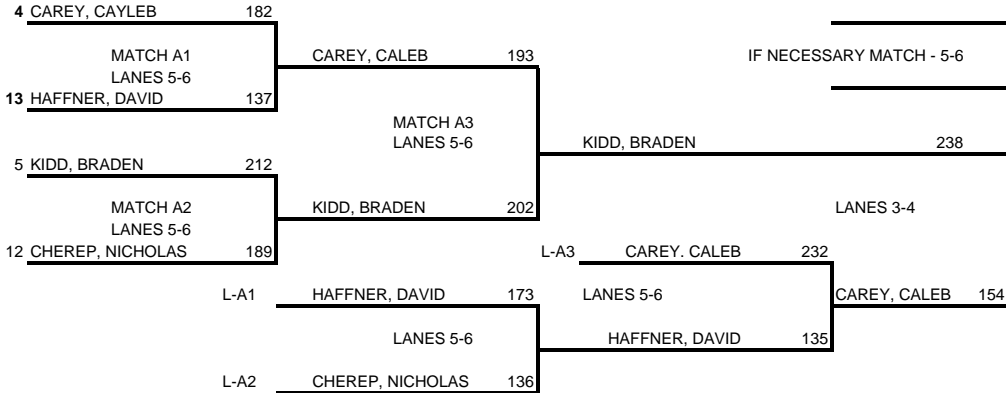 4 CAREY, CAYLEB 182
MATCH A1 CAREY, CALEB 193 IF NECESSARY MATCH - 5-6
LANES 5-6
13 HAFFNER, DAVID 137
MATCH A3
LANES 5-6 KIDD, BRADEN 238
5 KIDD, BRADEN 212
MATCH A2 KIDD, BRADEN 202 LANES 3-4
LANES 5-6
12 CHEREP, NICHOLAS 189 L-A3 CAREY. CALEB 232
L-A1 HAFFNER, DAVID 173 LANES 5-6 CAREY, CALEB 154
LANES 5-6 HAFFNER, DAVID 135
L-A2 CHEREP, NICHOLAS 136